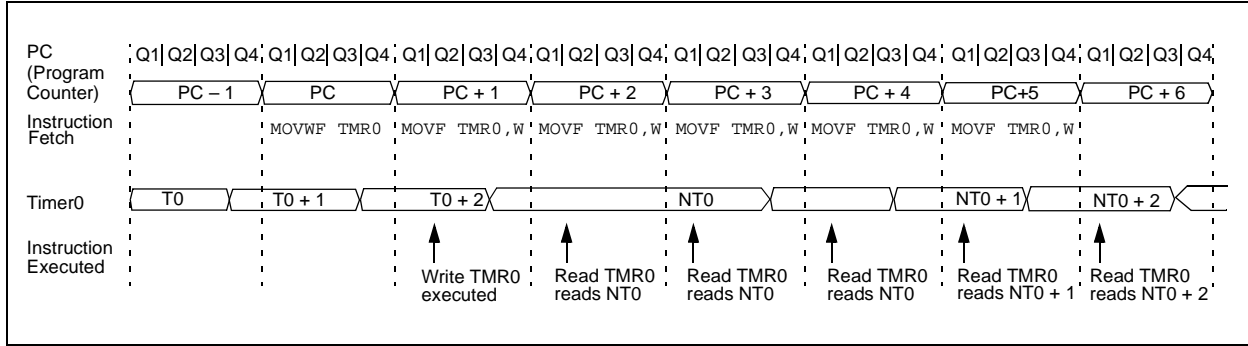 PC
(Program
Counter)
Q1 Q2 Q3 Q4 Q1 Q2 Q3 Q4 Q1 Q2 Q3 Q4 Q1 Q2 Q3 Q4 Q1 Q2 Q3 Q4 Q1 Q2 Q3 Q4 Q1 Q2 Q3 Q4 Q1 Q2 Q3 Q4
PC – 1 PC PC + 1 PC + 2 PC + 3 PC + 4 PC+5 PC + 6
Instruction
Fetch
MOVWF TMR0 MOVF TMR0,W MOVF TMR0,W MOVF TMR0,W MOVF TMR0,W MOVF TMR0,W
Timer0
T0 T0 + 1 T0 + 2 NT0 NT0 + 1 NT0 + 2
Instruction
Executed
Write TMR0
executed
Read TMR0
reads NT0
Read TMR0
reads NT0
Read TMR0
reads NT0
Read TMR0
reads NT0 + 1
Read TMR0
reads NT0 + 2